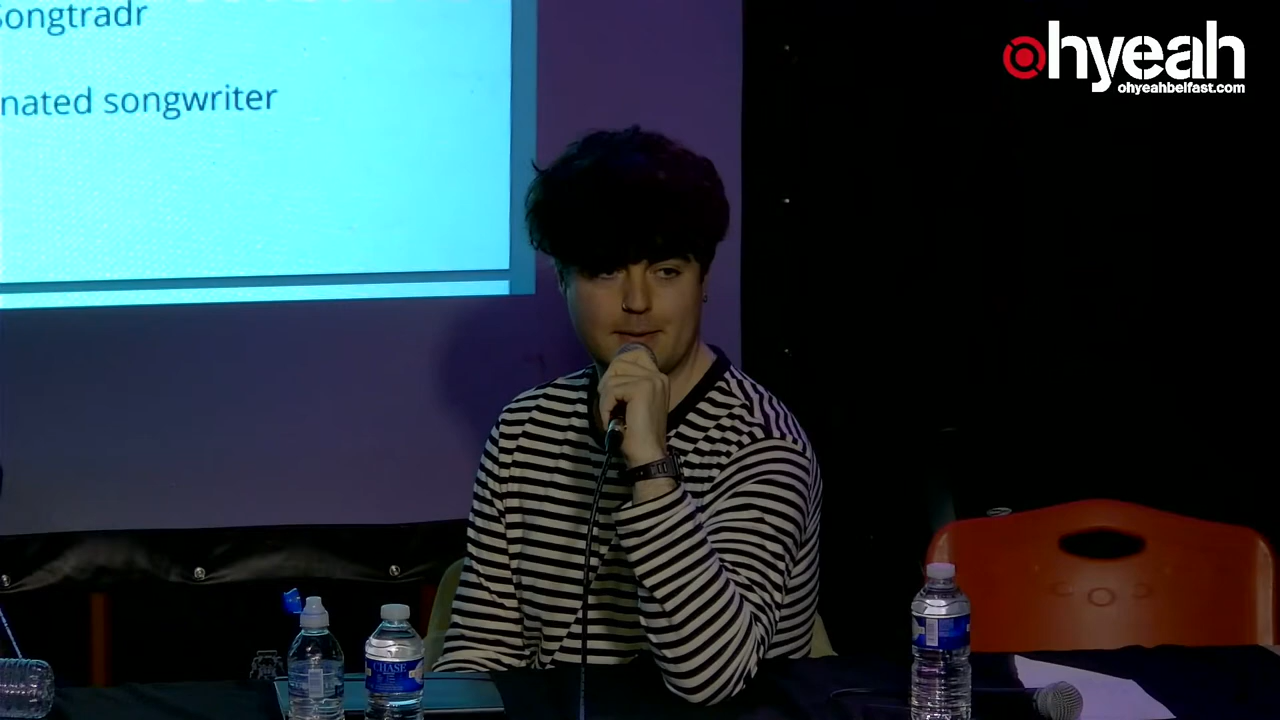 Songtradr
nated songwriter
ohyeah
ohyeahbelfast.com
CHASE